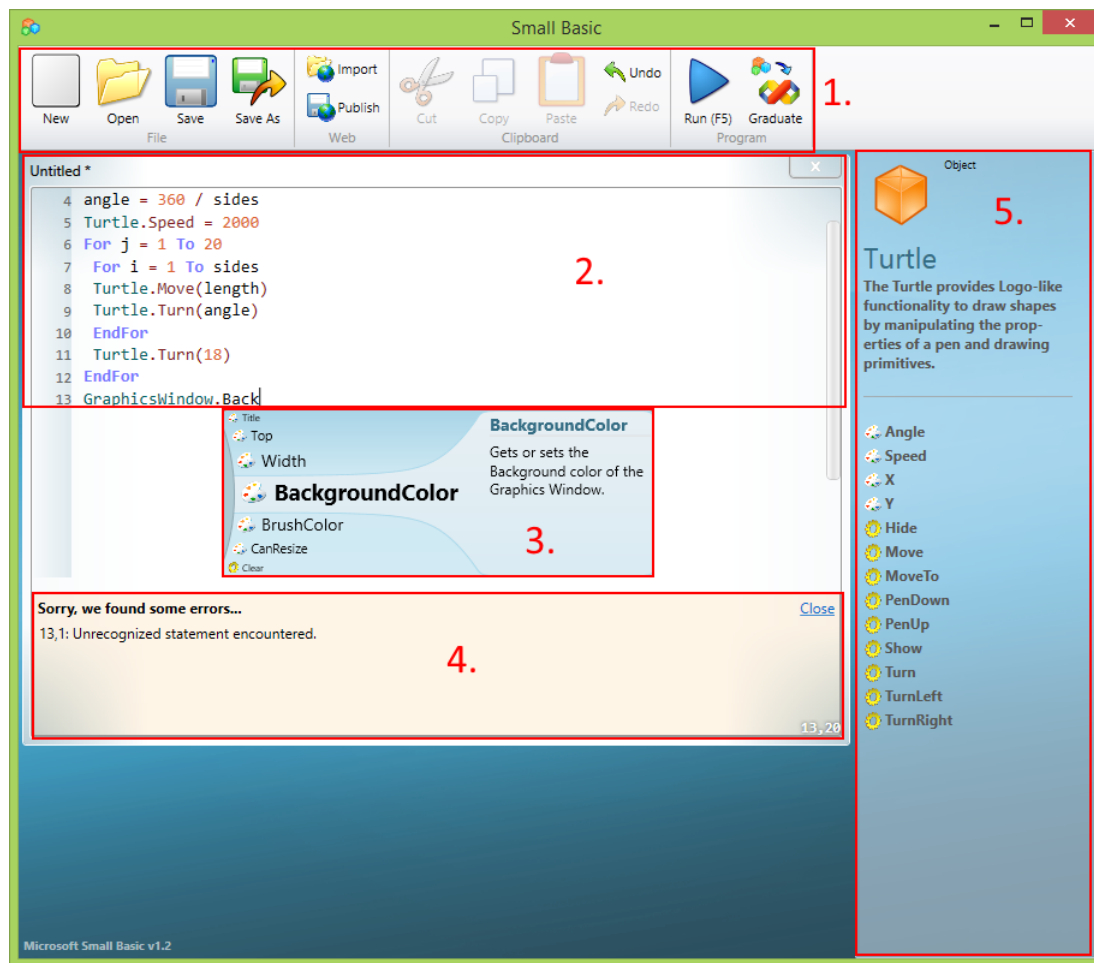 Small Basic
New Open Save Save As Import Publish Cut Copy Paste Undo Redo Run (F5) Graduate
File Web Clipboard Program
1.
Untitled *
x
4 angle = 360 / sides
5 Turtle.Speed = 2000
6 For j = 1 To 20
7 For i = 1 To sides
8 Turtle.Move(length)
9 Turtle.Turn(angle)
10 EndFor
11 Turtle.Turn(18)
12 EndFor
13 GraphicsWindow.Back
2.
Title
Top
Width
BackgroundColor
BrushColor
CanResize
Clear
BackgroundColor
Gets or sets the
Background color of the
Graphics Window.
3.
Sorry, we found some errors...
Close
13,1: Unrecognized statement encountered.
4.
13,20
Object
5.
Turtle
The Turtle provides Logo-like
functionality to draw shapes
by manipulating the prop-
erties of a pen and drawing
primitives.
Angle
Speed
X
Y
Hide
Move
MoveTo
PenDown
PenUp
Show
Turn
TurnLeft
TurnRight
Microsoft Small Basic v1.2